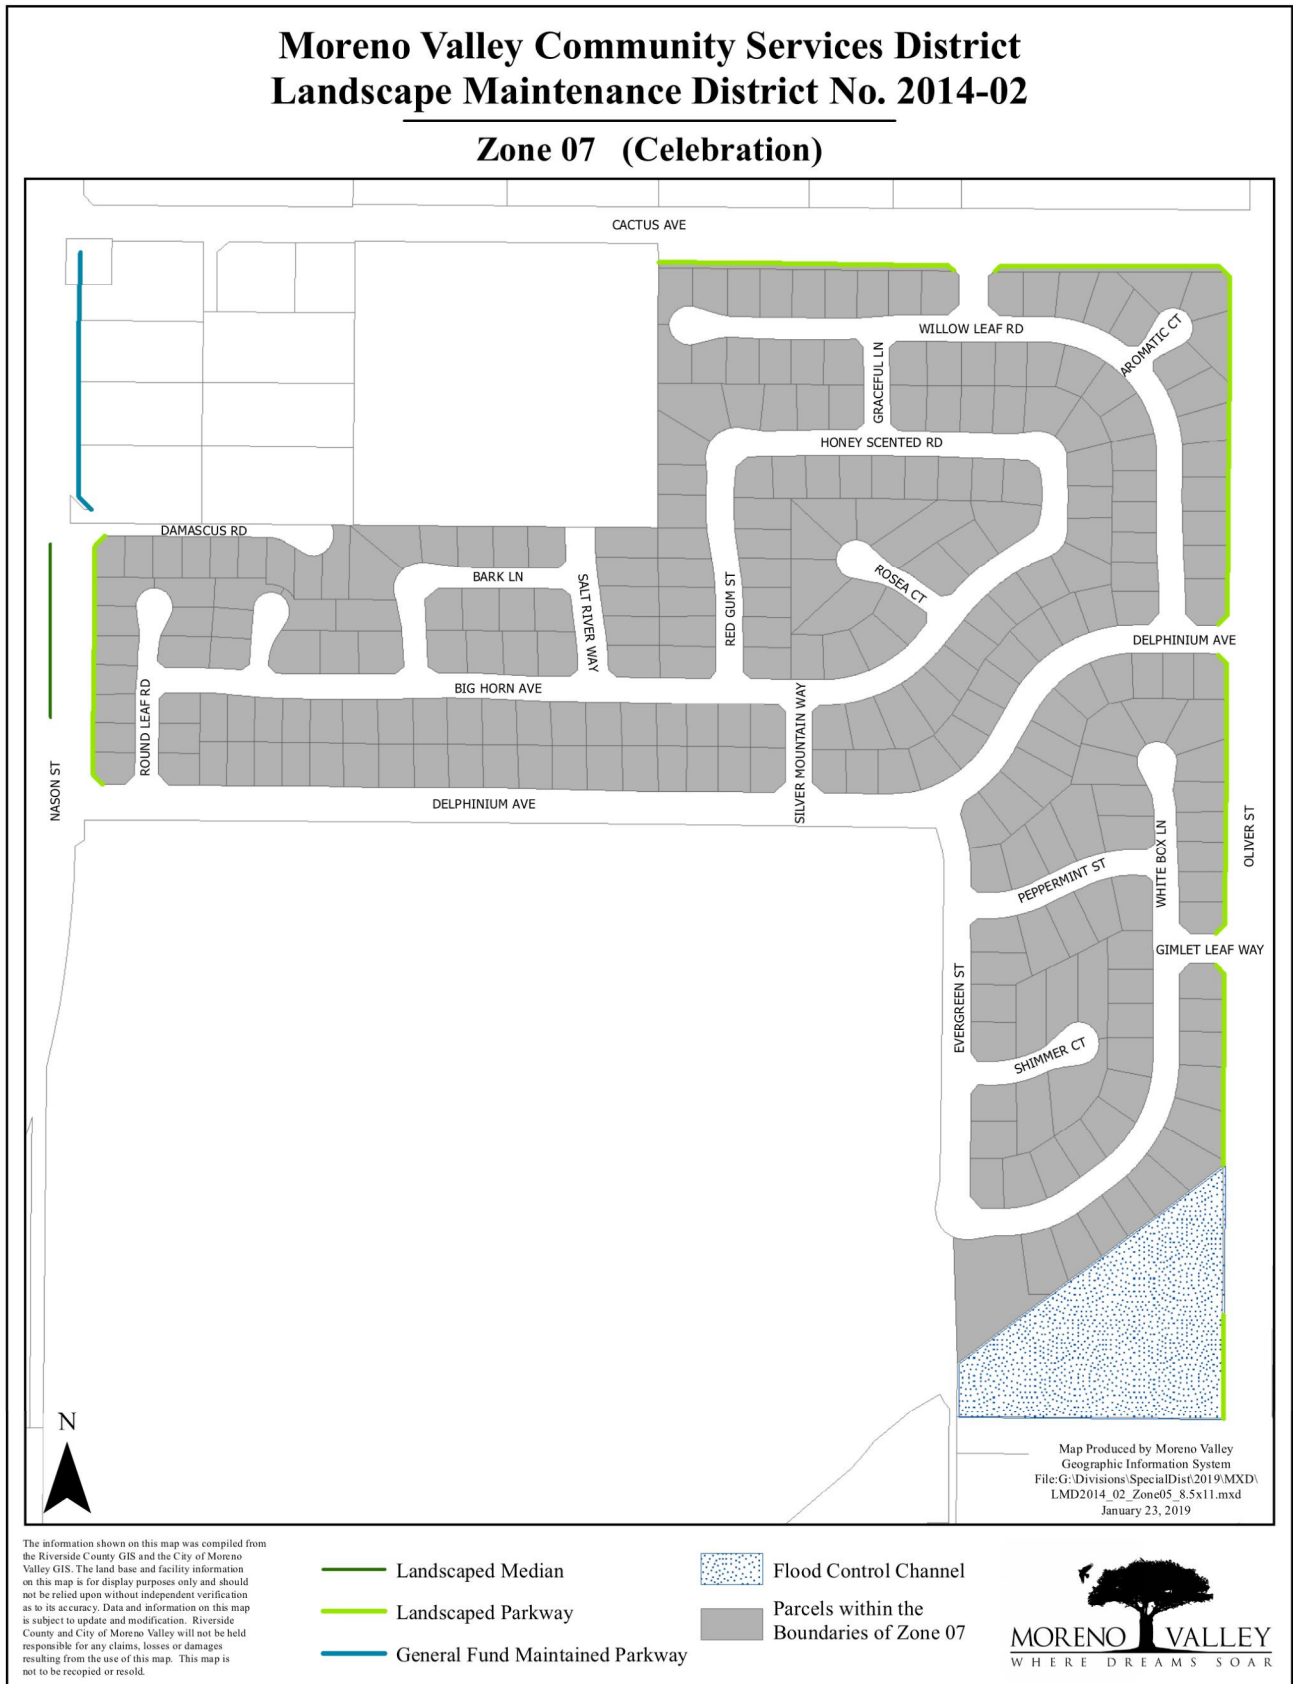 Moreno Valley Community Services District
Landscape Maintenance District No. 2014-02
Zone 07 (Celebration)
CACTUS AVE
WILLOW LEAF RD
AROMATIC CT
GRACEFUL LN
HONEY SCENTED RD
DAMASCUS RD
BARK LN
SALT RIVER WAY
RED GUM ST
ROSEA CT
DELPHINIUM AVE
BIG HORN AVE
ROUND LEAF RD
SILVER MOUNTAIN WAY
NASON ST
DELPHINIUM AVE
OLIVER ST
WHITE BOX LN
PEPPERMINT ST
GIMLET LEAF WAY
EVERGREEN ST
SHIMMER CT
N
Map Produced by Moreno Valley
Geographic Information System
File:G:\Divisions\SpecialDist\2019\MXD\
LMD2014_02_Zone05_8.5x11.mxd
January 23, 2019
The information shown on this map was compiled from
the Riverside County GIS and the City of Moreno
Valley GIS. The land base and facility information
on this map is for display purposes only and should
not be relied upon without independent verification
as to its accuracy. Data and information on this map
is subject to update and modification. Riverside
County and City of Moreno Valley will not be held
responsible for any claims, losses or damages
resulting from the use of this map. This map is
not to be recopied or resold.
Landscaped Median
Landscaped Parkway
General Fund Maintained Parkway
Flood Control Channel
Parcels within the
Boundaries of Zone 07
MORENO VALLEY
WHERE DREAMS SOAR